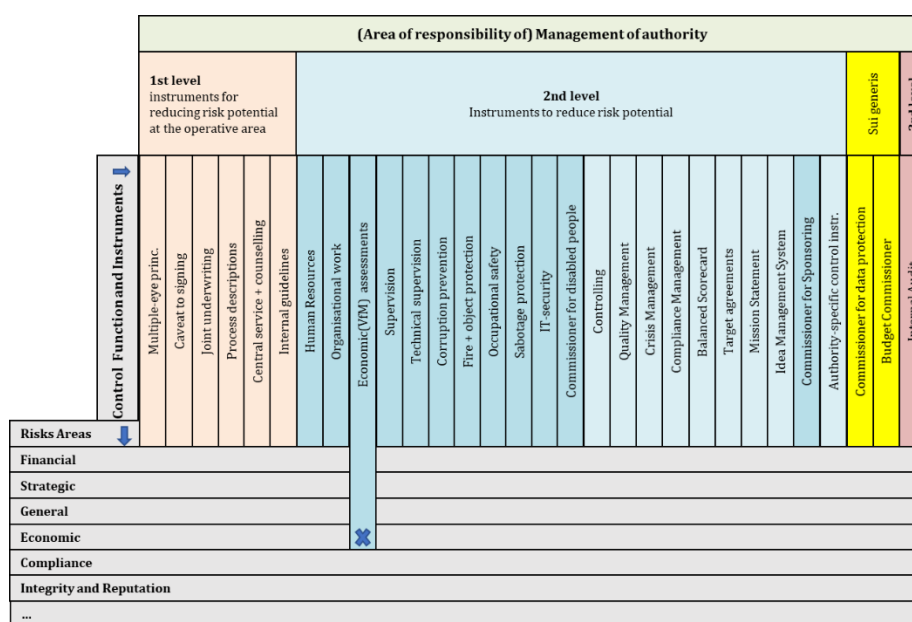 (Area of responsibility of) Management of authority
1st level
instruments for
reducing risk potential
at the operative area
2nd level
Instruments to reduce risk potential
Sui generis
Control Function and Instruments
Multiple-eye princ.
Caveat to signing
Joint underwriting
Process descriptions
Central service + counselling
Internal guidelines
Human Resources
Organisational work
Economic(VfM) assessments
Supervision
Technical supervision
Corruption prevention
Fire + object protection
Occupational safety
Sabotage protection
IT-security
Commissioner for disabled people
Controlling
Quality Management
Crisis Management
Compliance Management
Balanced Scorecard
Target agreements
Mission Statement
Idea Management System
Commissioner for Sponsoring
Authority-specific control instr.
Commissioner for data protection
Budget Commissioner
Internal Audit
Risks Areas
Financial
Strategic
General
Economic
Compliance
Integrity and Reputation
...